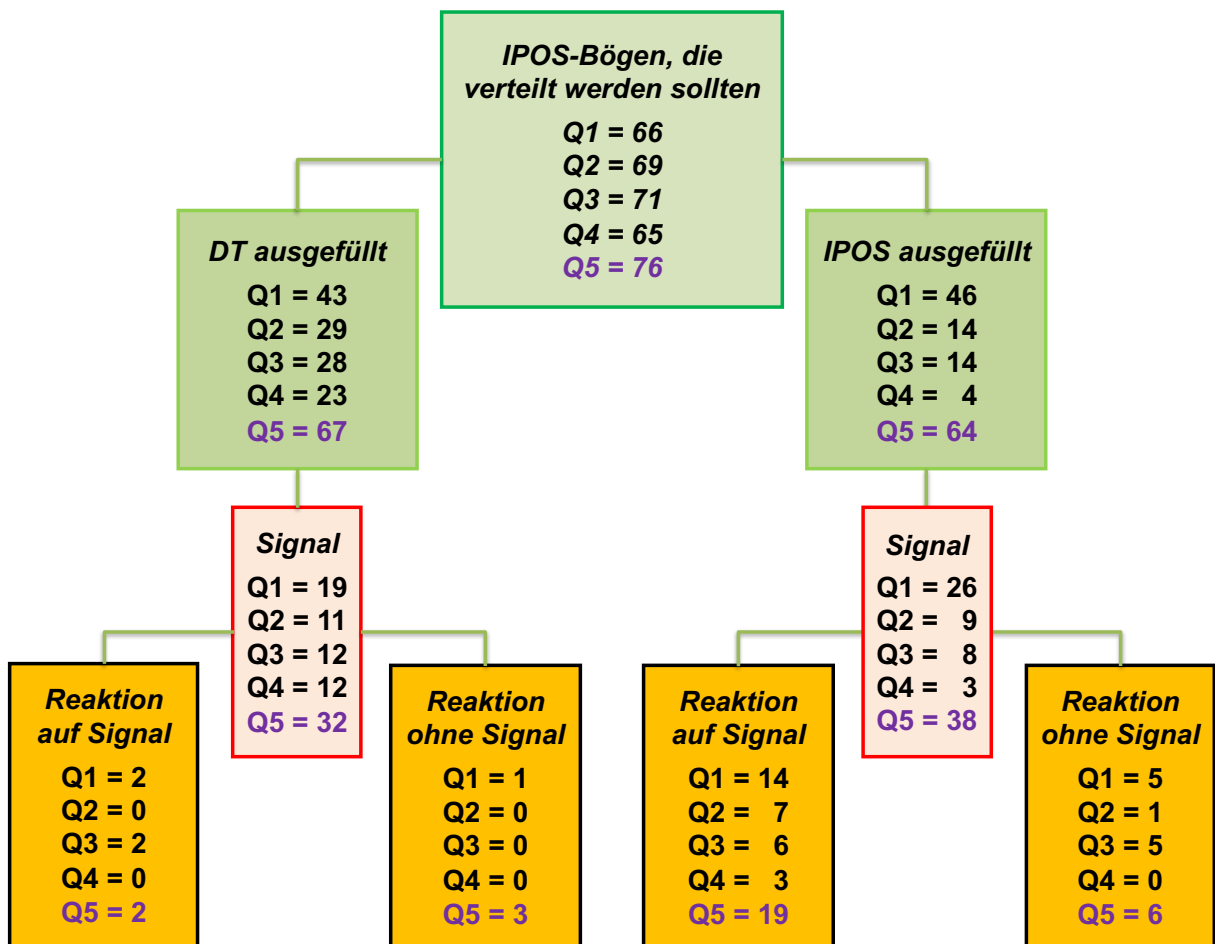 IPOS-Bögen, die
verteilt werden sollten
Q1 = 66
Q2 = 69
Q3 = 71
Q4 = 65
Q5 = 76
DT ausgefüllt
Q1 = 43
Q2 = 29
Q3 = 28
Q4 = 23
Q5 = 67
IPOS ausgefüllt
Q1 = 46
Q2 = 14
Q3 = 14
Q4 = 4
Q5 = 64
Signal
Q1 = 19
Q2 = 11
Q3 = 12
Q4 = 12
Q5 = 32
Signal
Q1 = 26
Q2 = 9
Q3 = 8
Q4 = 3
Q5 = 38
Reaktion
auf Signal
Q1 = 2
Q2 = 0
Q3 = 2
Q4 = 0
Q5 = 2
Reaktion
ohne Signal
Q1 = 1
Q2 = 0
Q3 = 0
Q4 = 0
Q5 = 3
Reaktion
auf Signal
Q1 = 14
Q2 = 7
Q3 = 6
Q4 = 3
Q5 = 19
Reaktion
ohne Signal
Q1 = 5
Q2 = 1
Q3 = 5
Q4 = 0
Q5 = 6